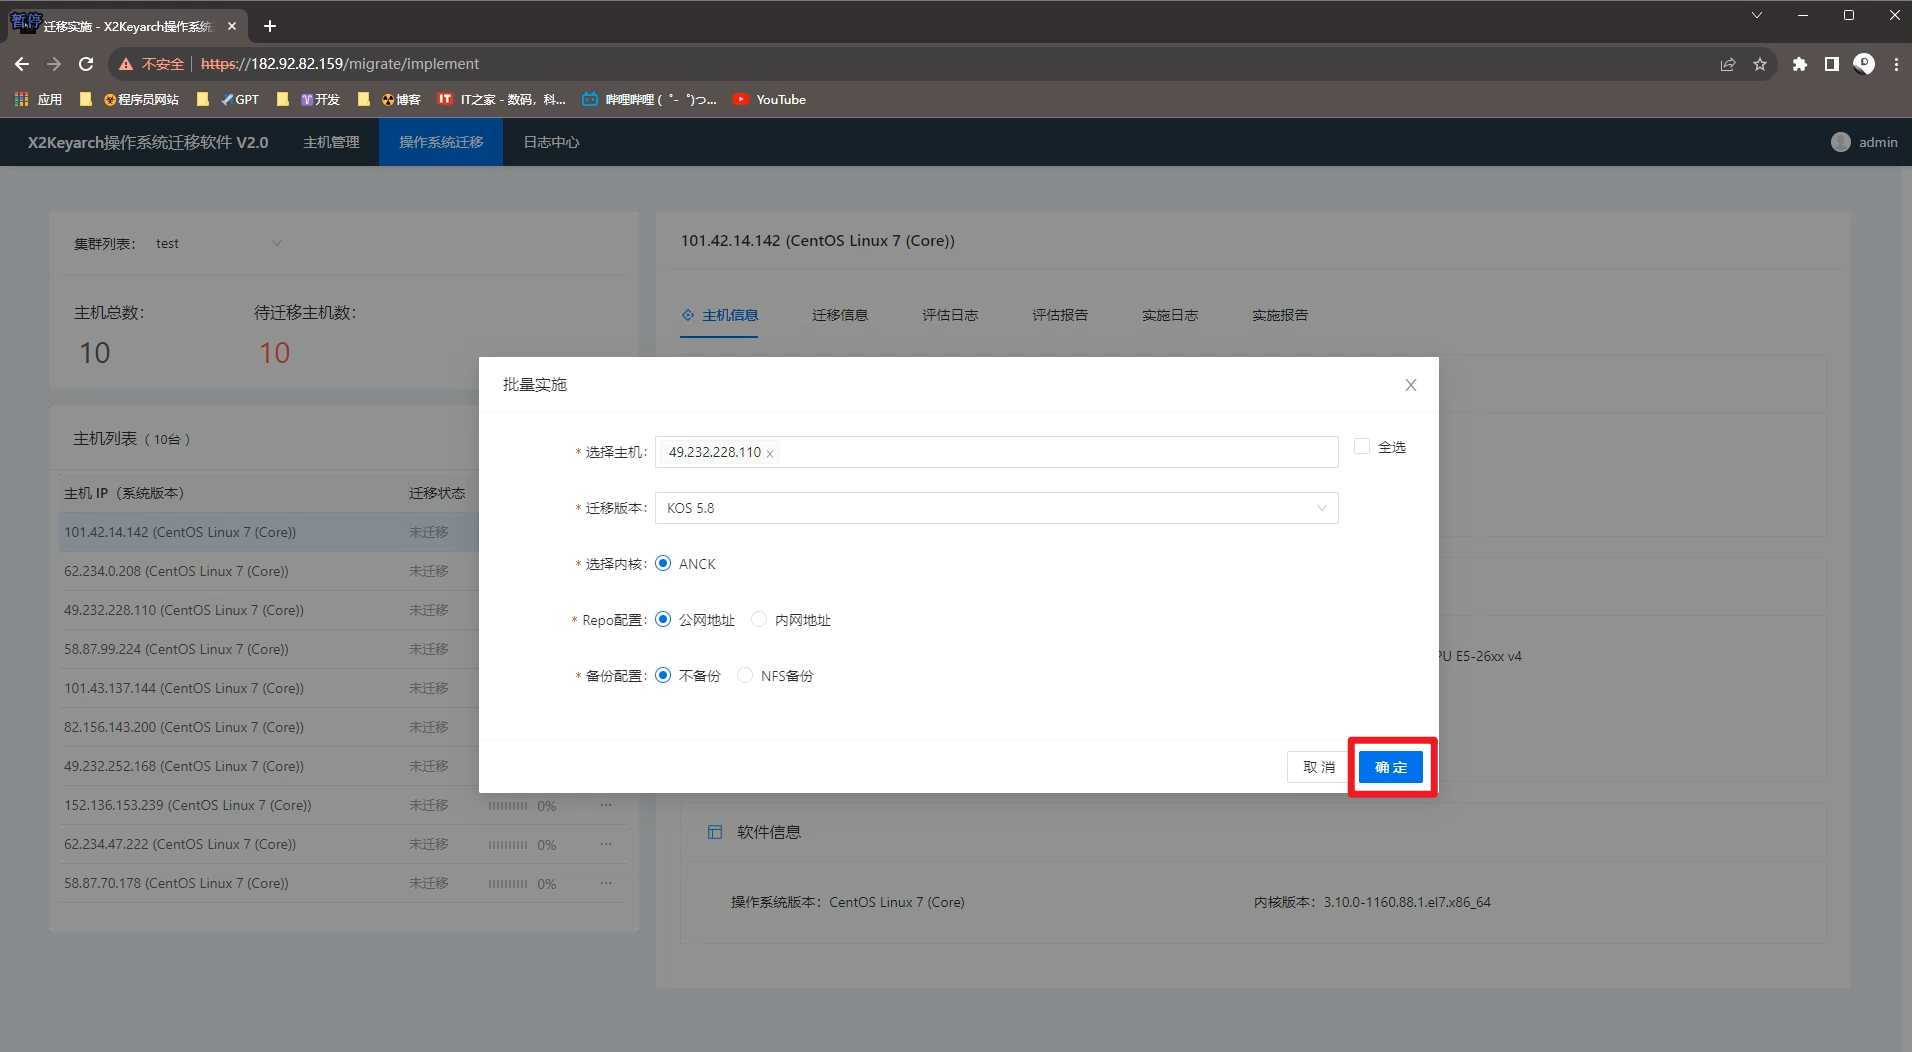 暂停
迁移实施 - X2Keyarch操作系统
不安全 https://182.92.82.159/migrate/implement
应用 程序员网站 GPT 开发 博客 IT IT之家 - 数码，科... 哔哩哔哩 ( ゜- ゜)つ... YouTube
X2Keyarch操作系统迁移软件 V2.0 主机管理 操作系统迁移 日志中心 admin
集群列表： test
主机总数： 待迁移主机数：
10 10
101.42.14.142 (CentOS Linux 7 (Core))
主机信息 迁移信息 评估日志 评估报告 实施日志 实施报告
批量实施
* 选择主机： 49.232.228.110 x 全选
* 迁移版本： KOS 5.8
* 选择内核： ANCK
* Repo配置： 公网地址 内网地址
* 备份配置： 不备份 NFS备份
取 消 确 定
主机列表（ 10台 ）
主机 IP（系统版本） 迁移状态
101.42.14.142 (CentOS Linux 7 (Core)) 未迁移
62.234.0.208 (CentOS Linux 7 (Core)) 未迁移
49.232.228.110 (CentOS Linux 7 (Core)) 未迁移
58.87.99.224 (CentOS Linux 7 (Core)) 未迁移
101.43.137.144 (CentOS Linux 7 (Core)) 未迁移
82.156.143.200 (CentOS Linux 7 (Core)) 未迁移
49.232.252.168 (CentOS Linux 7 (Core)) 未迁移
152.136.153.239 (CentOS Linux 7 (Core)) 未迁移 0% ...
62.234.47.222 (CentOS Linux 7 (Core)) 未迁移 0% ...
58.87.70.178 (CentOS Linux 7 (Core)) 未迁移 0% ...
PU E5-26xx v4
软件信息
操作系统版本： CentOS Linux 7 (Core) 内核版本： 3.10.0-1160.88.1.el7.x86_64